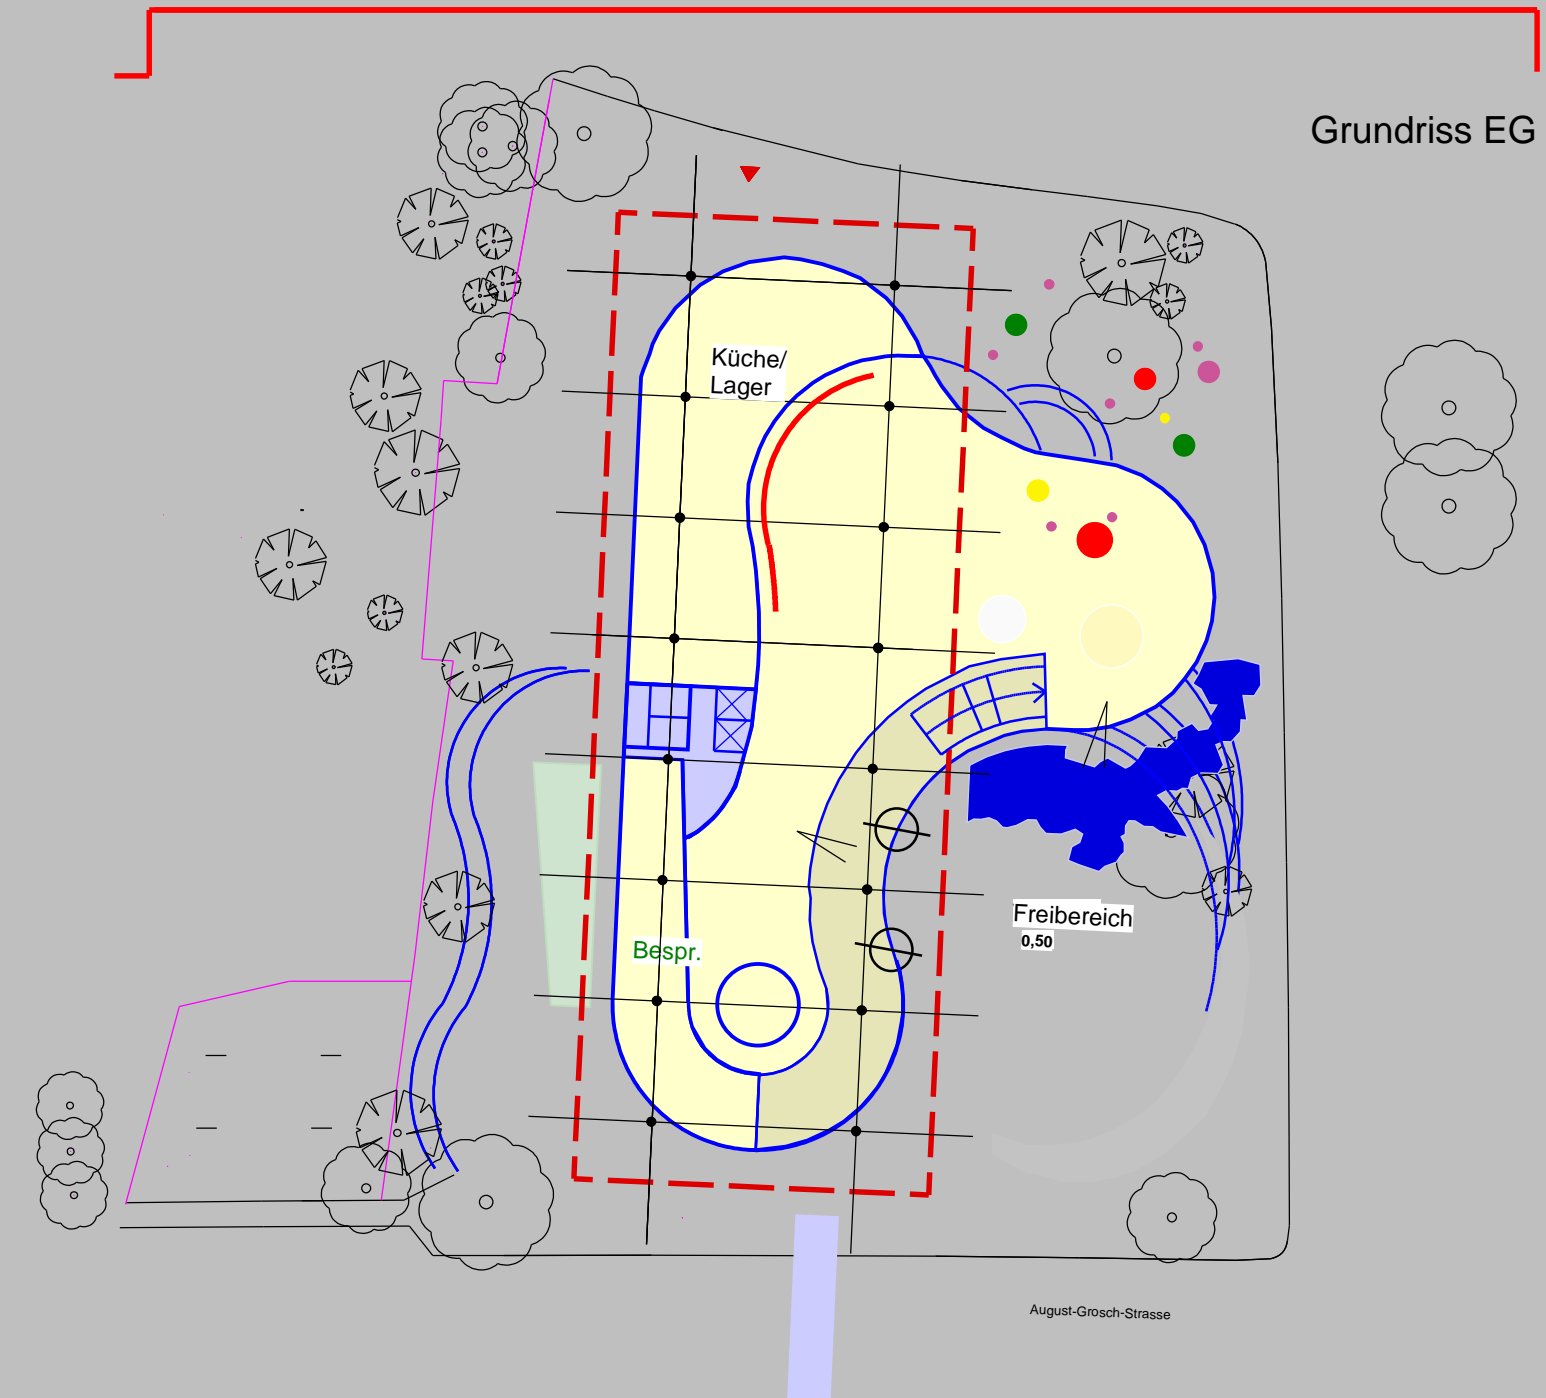 Grundriss EG
Küche/
Lager
Freibereich
0,50
Bespr.
August-Grosch-Strasse